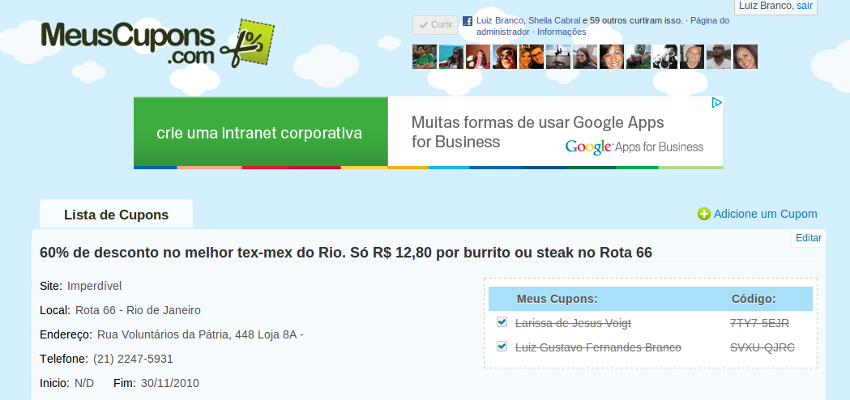 Luiz Branco, sair
MeusCupons
.com
Curtir
Luiz Branco, Sheila Cabral e 59 outros curtiram isso. · Página do
administrador · Informações
crie uma intranet corporativa
Muitas formas de usar Google Apps
for Business
Google Apps for Business
Lista de Cupons
Adicione um Cupom
Editar
60% de desconto no melhor tex-mex do Rio. Só R$ 12,80 por burrito ou steak no Rota 66
Site: Imperdível
Local: Rota 66 - Rio de Janeiro
Endereço: Rua Voluntários da Pátria, 448 Loja 8A -
Telefone: (21) 2247-5931
Inicio: N/D Fim: 30/11/2010
Meus Cupons: Código:
Larissa de Jesus Voigt 7TY7-5EJR
Luiz Gustavo Fernandes Branco SVXU-QJRC